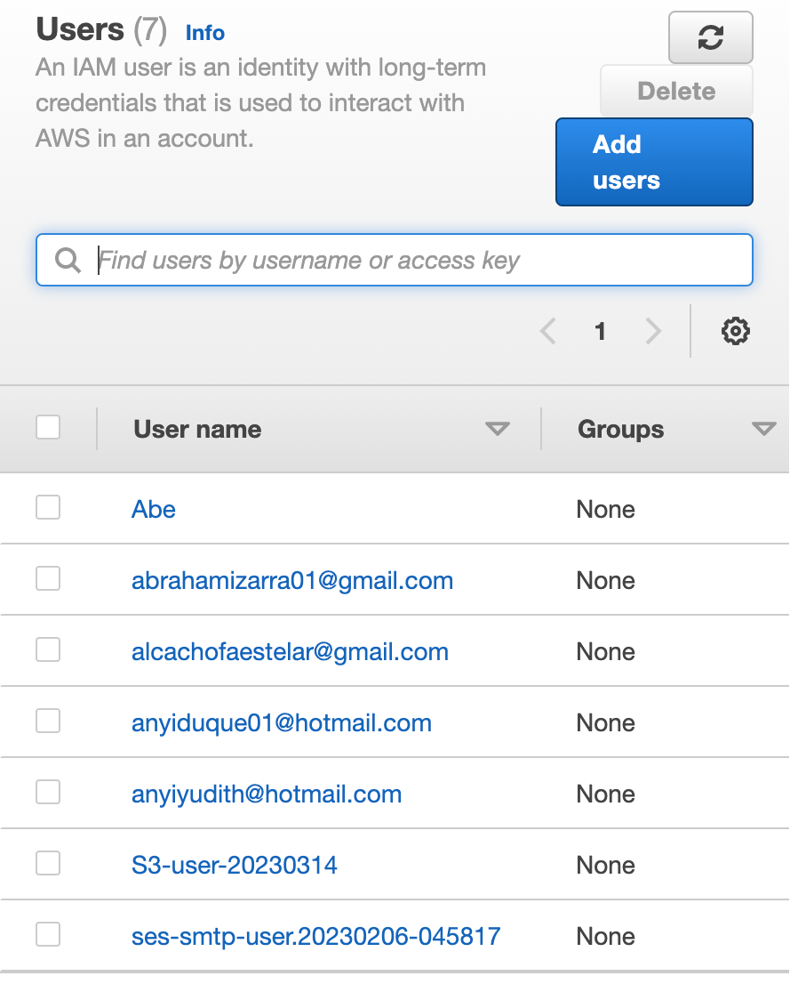 Users (7) Info
An IAM user is an identity with long-term
credentials that is used to interact with
AWS in an account.
Delete
Add
users
Find users by username or access key
1
User name Groups
Abe None
abrahamizarra01@gmail.com None
alcachofaestelar@gmail.com None
anyiduque01@hotmail.com None
anyiyudith@hotmail.com None
S3-user-20230314 None
ses-smtp-user.20230206-045817 None